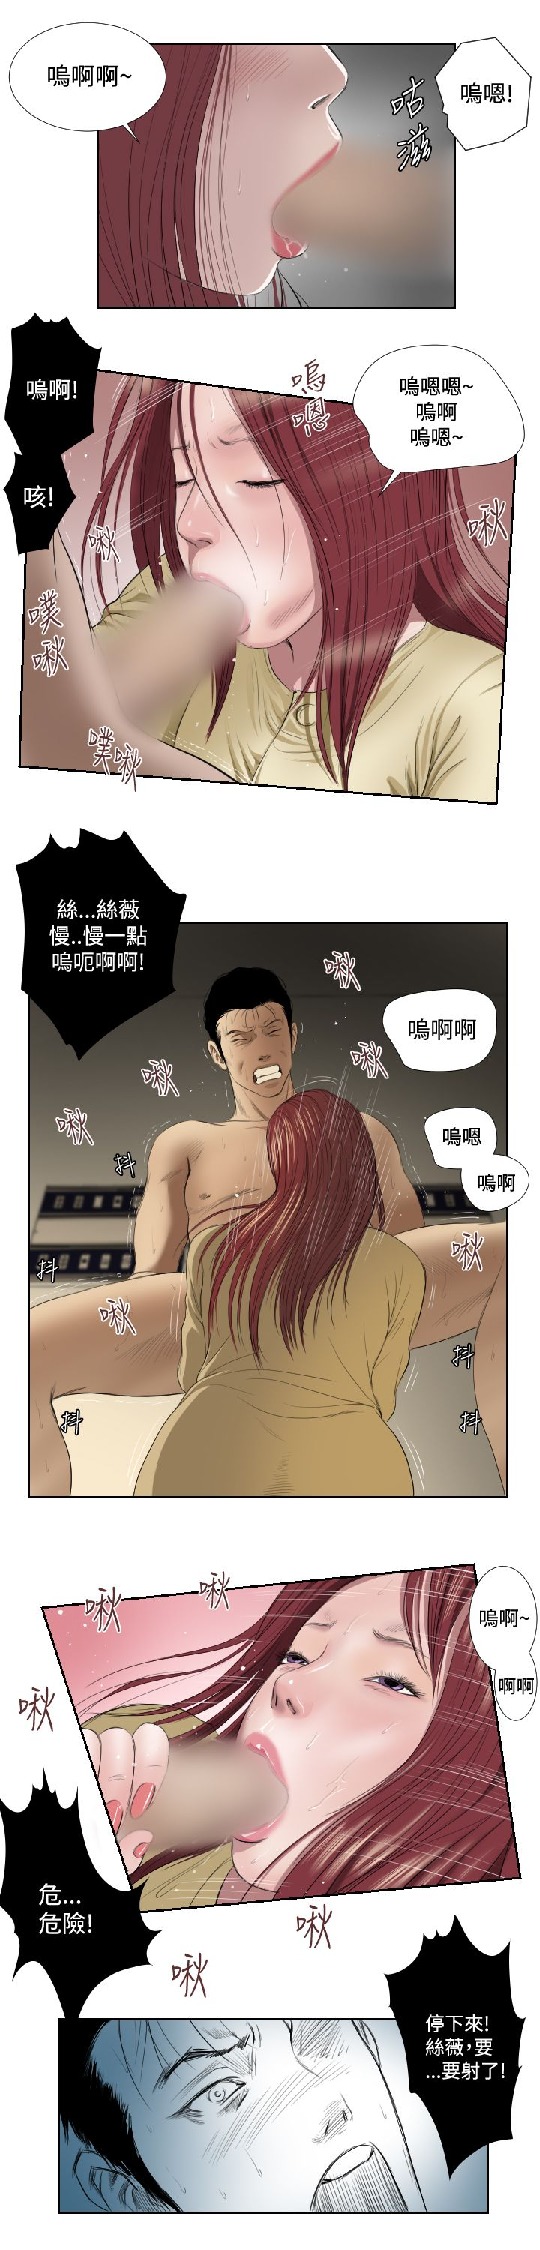 嗚啊啊~
嗚嗯!
咕滋
嗚啊!
咳!
嗚嗯
嗚嗯嗯~
嗚啊
嗚嗯~
啾
啾
噗啾
噗啾
絲...絲薇
慢..慢一點
嗚呃啊啊!
啾
嗚啊啊
啾
啾
啾
嗚嗯
嗚啊
抖
啾
抖
啾
抖
抖
抖
啾
啾
嗚啊~
啊啊
啾
危...
危險!
啾
啾
停下來!
絲薇,要
...要射了!